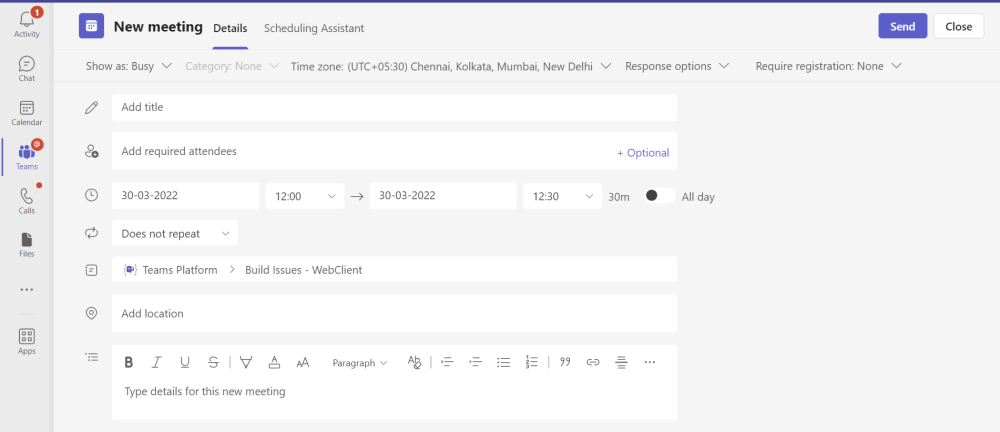 1
Activity
Chat
Calendar
@
Teams
Calls
Files
Apps
New meeting Details Scheduling Assistant Send Close
Show as: Busy Category: None Time zone: (UTC+05:30) Chennai, Kolkata, Mumbai, New Delhi Response options Require registration: None
Add title
Add required attendees + Optional
30-03-2022 12:00 → 30-03-2022 12:30 30m All day
Does not repeat
Teams Platform > Build Issues - WebClient
Add location
B I U S A AA Paragraph Ab
Type details for this new meeting